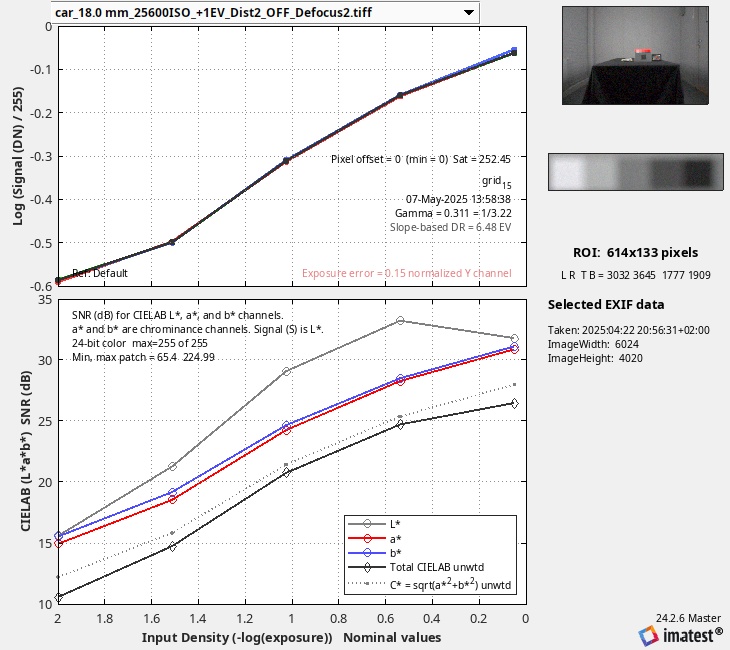 car_18.0 mm_25600ISO_+1EV_Dist2_OFF_Defocus2.tiff
0
-0.1
-0.2
-0.3
-0.4
-0.5
-0.6
Log (Signal (DN) / 255)
Pixel offset = 0 (min = 0) Sat = 252.45
grid15
07-May-2025 13:58:38
Gamma = 0.311 = 1/3.22
Slope-based DR = 6.48 EV
Ref: Default
Exposure error = 0.15 normalized Y channel
35
30
25
20
15
10
CIELAB (L*a*b*) SNR (dB)
SNR (dB) for CIELAB L*, a*, and b* channels.
a* and b* are chrominance channels. Signal (S) is L*.
24-bit color max=255 of 255
Min, max patch = 65.4 224.99
L*
a*
b*
Total CIELAB unwtd
C* = sqrt(a*2+b*2) unwtd
2 1.8 1.6 1.4 1.2 1 0.8 0.6 0.4 0.2 0
Input Density (-log(exposure)) Nominal values
ROI: 614x133 pixels
L R T B = 3032 3645 1777 1909
Selected EXIF data
Taken: 2025:04:22 20:56:31+02:00
ImageWidth: 6024
ImageHeight: 4020
24.2.6 Master
imatest®